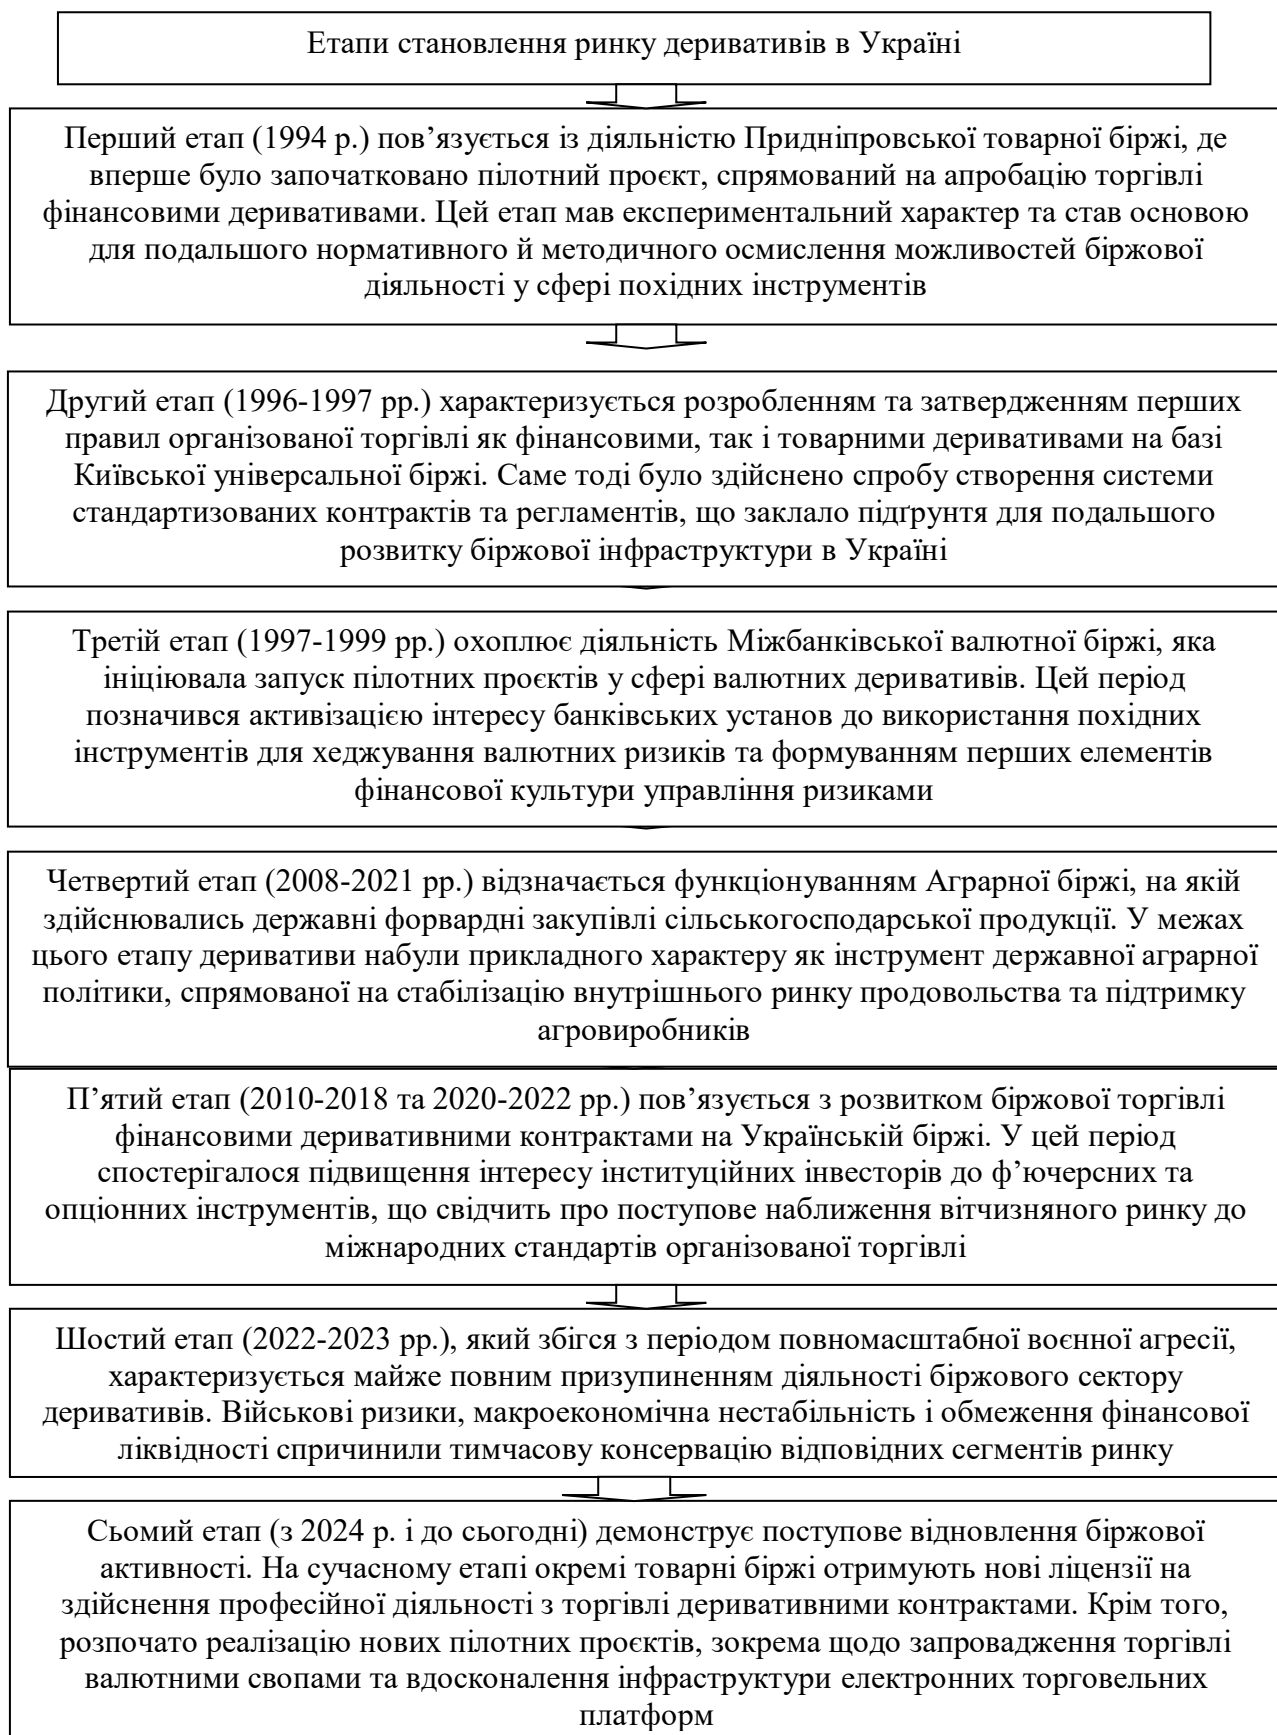 Етапи становлення ринку деривативів в Україні
Перший етап (1994 р.) пов’язується із діяльністю Придніпровської товарної біржі, де
вперше було започатковано пілотний проєкт, спрямований на апробацію торгівлі
фінансовими деривативами. Цей етап мав експериментальний характер та став основою
для подальшого нормативного й методичного осмислення можливостей біржової
діяльності у сфері похідних інструментів
Другий етап (1996-1997 рр.) характеризується розробленням та затвердженням перших
правил організованої торгівлі як фінансовими, так і товарними деривативами на базі
Київської універсальної біржі. Саме тоді було здійснено спробу створення системи
стандартизованих контрактів та регламентів, що заклало підґрунтя для подальшого
розвитку біржової інфраструктури в Україні
Третій етап (1997-1999 рр.) охоплює діяльність Міжбанківської валютної біржі, яка
ініціювала запуск пілотних проєктів у сфері валютних деривативів. Цей період
позначився активізацією інтересу банківських установ до використання похідних
інструментів для хеджування валютних ризиків та формуванням перших елементів
фінансової культури управління ризиками
Четвертий етап (2008-2021 рр.) відзначається функціонуванням Аграрної біржі, на якій
здійснювались державні форвардні закупівлі сільськогосподарської продукції. У межах
цього етапу деривативи набули прикладного характеру як інструмент державної аграрної
політики, спрямованої на стабілізацію внутрішнього ринку продовольства та підтримку
агровиробників
П’ятий етап (2010-2018 та 2020-2022 рр.) пов’язується з розвитком біржової торгівлі
фінансовими деривативними контрактами на Українській біржі. У цей період
спостерігалося підвищення інтересу інституційних інвесторів до ф’ючерсних та
опціонних інструментів, що свідчить про поступове наближення вітчизняного ринку до
міжнародних стандартів організованої торгівлі
Шостий етап (2022-2023 рр.), який збігся з періодом повномасштабної воєнної агресії,
характеризується майже повним призупиненням діяльності біржового сектору
деривативів. Військові ризики, макроекономічна нестабільність і обмеження фінансової
ліквідності спричинили тимчасову консервацію відповідних сегментів ринку
Сьомий етап (з 2024 р. і до сьогодні) демонструє поступове відновлення біржової
активності. На сучасному етапі окремі товарні біржі отримують нові ліцензії на
здійснення професійної діяльності з торгівлі деривативними контрактами. Крім того,
розпочато реалізацію нових пілотних проєктів, зокрема щодо запровадження торгівлі
валютними свопами та вдосконалення інфраструктури електронних торговельних
платформ